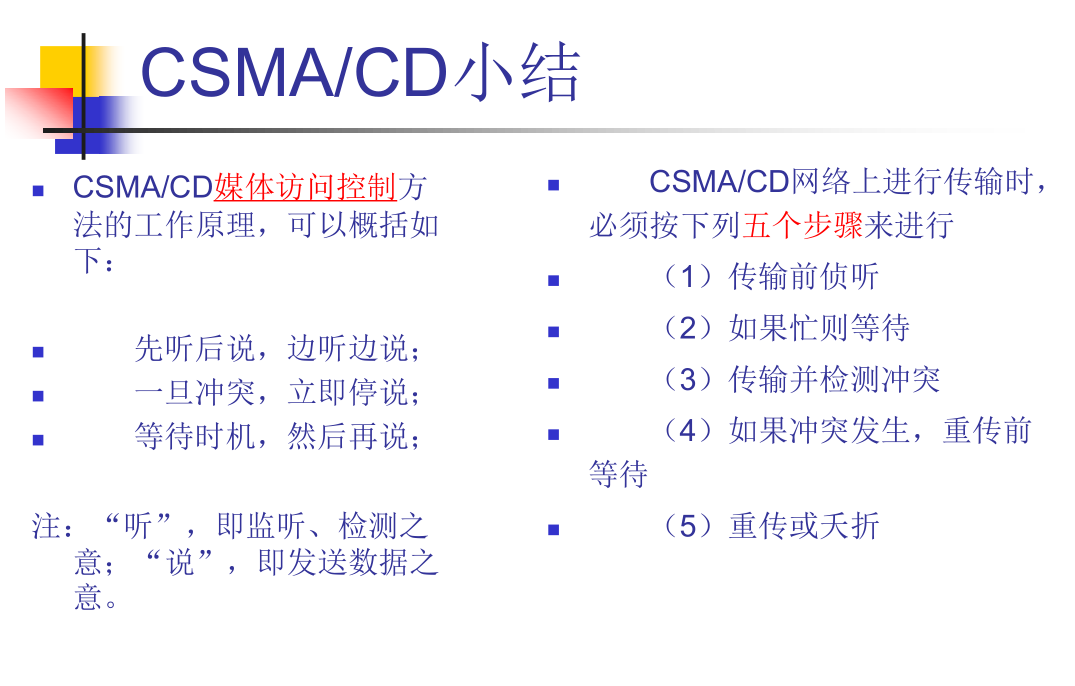 CSMA/CD小结
CSMA/CD媒体访问控制方
法的工作原理，可以概括如
下：
先听后说，边听边说；
一旦冲突，立即停说；
等待时机，然后再说；
注：“听”，即监听、检测之
意；“说”，即发送数据之
意。
CSMA/CD网络上进行传输时，
必须按下列五个步骤来进行
（1）传输前侦听
（2）如果忙则等待
（3）传输并检测冲突
（4）如果冲突发生，重传前
等待
（5）重传或夭折